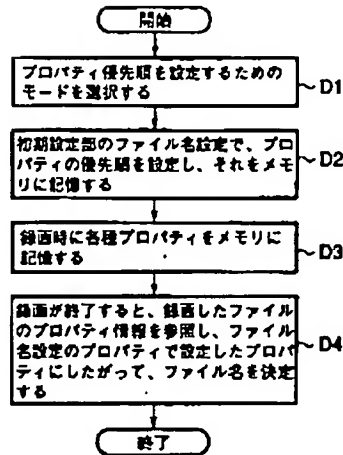 開始
プロパティ優先順を設定するための
モードを選択する
D1
初期設定部のファイル名設定で、プロ
パティの優先順を設定し、それをメモ
リに記憶する
D2
録画時に各種プロパティをメモリに
記憶する
D3
録画が終了すると、録画したファイル
のプロパティ情報を参照し、ファイル
名設定のプロパティで設定したプロパ
ティにしたがって、ファイル名を決定
する
D4
終了